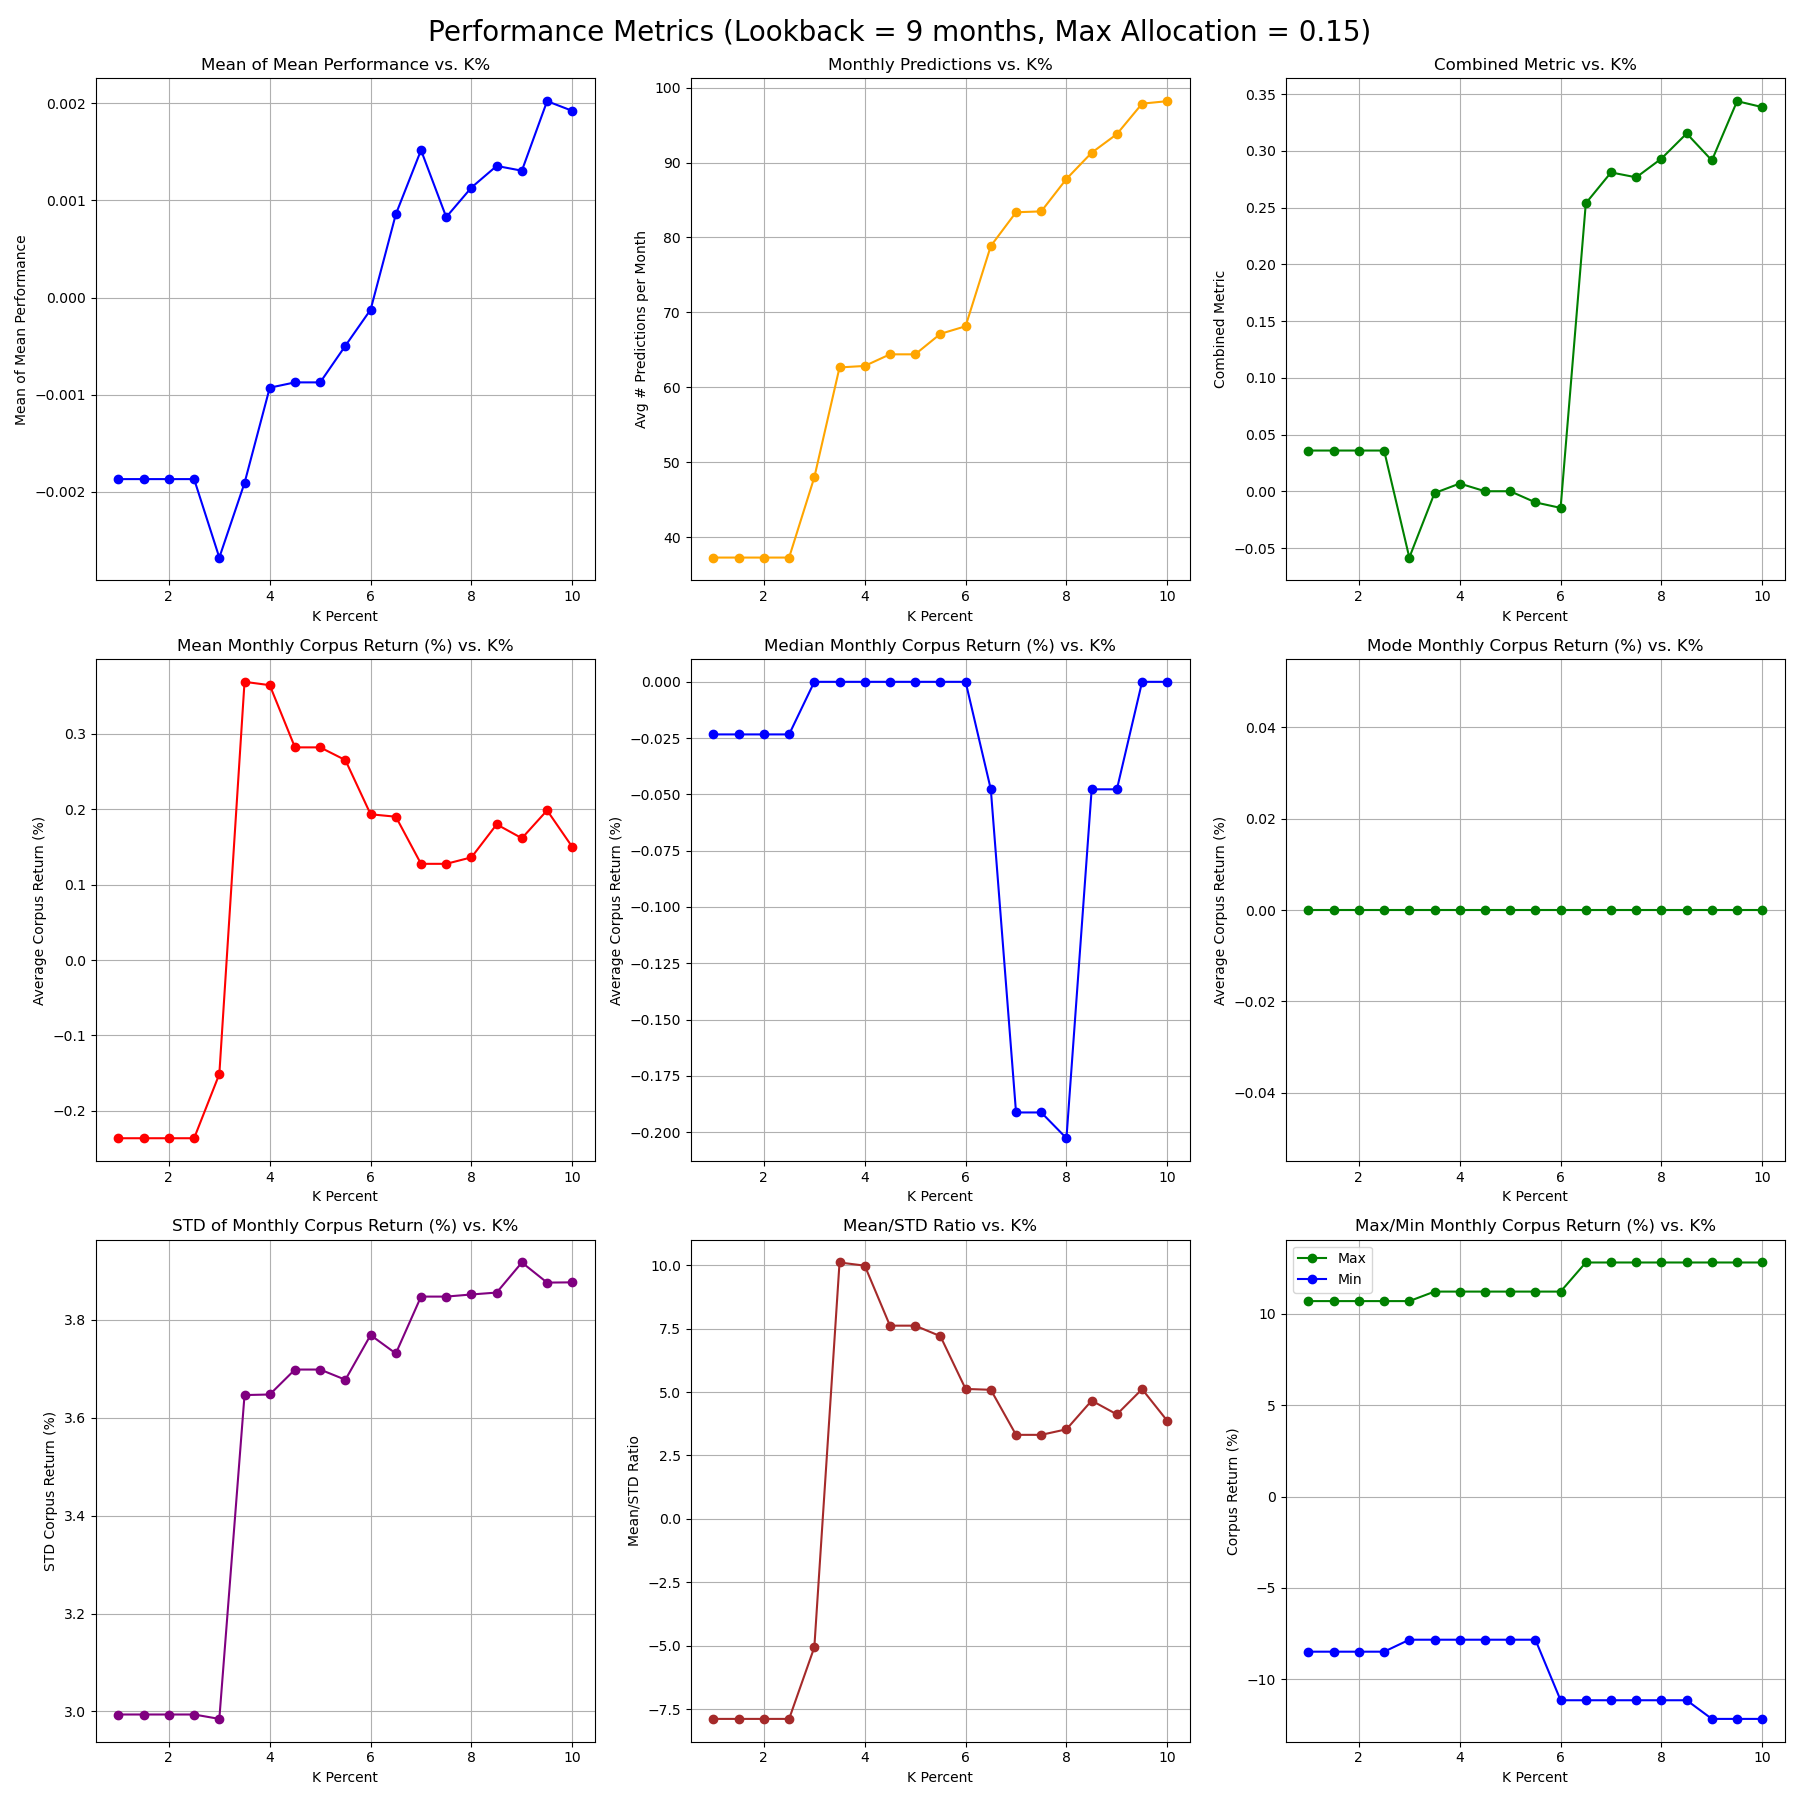 Performance Metrics (Lookback = 9 months, Max Allocation = 0.15)
Mean of Mean Performance vs. K%
Mean of Mean Performance
0.002
0.001
0.000
−0.001
−0.002
2 4 6 8 10
K Percent
Monthly Predictions vs. K%
Avg # Predictions per Month
100
90
80
70
60
50
40
2 4 6 8 10
K Percent
Combined Metric vs. K%
Combined Metric
0.35
0.30
0.25
0.20
0.15
0.10
0.05
0.00
−0.05
2 4 6 8 10
K Percent
Mean Monthly Corpus Return (%) vs. K%
Average Corpus Return (%)
0.3
0.2
0.1
0.0
−0.1
−0.2
2 4 6 8 10
K Percent
Median Monthly Corpus Return (%) vs. K%
Average Corpus Return (%)
0.000
−0.025
−0.050
−0.075
−0.100
−0.125
−0.150
−0.175
−0.200
2 4 6 8 10
K Percent
Mode Monthly Corpus Return (%) vs. K%
Average Corpus Return (%)
0.04
0.02
0.00
−0.02
−0.04
2 4 6 8 10
K Percent
STD of Monthly Corpus Return (%) vs. K%
STD Corpus Return (%)
3.8
3.6
3.4
3.2
3.0
2 4 6 8 10
K Percent
Mean/STD Ratio vs. K%
Mean/STD Ratio
10.0
7.5
5.0
2.5
0.0
−2.5
−5.0
−7.5
2 4 6 8 10
K Percent
Max/Min Monthly Corpus Return (%) vs. K%
Max
Min
Corpus Return (%)
10
5
0
−5
−10
2 4 6 8 10
K Percent